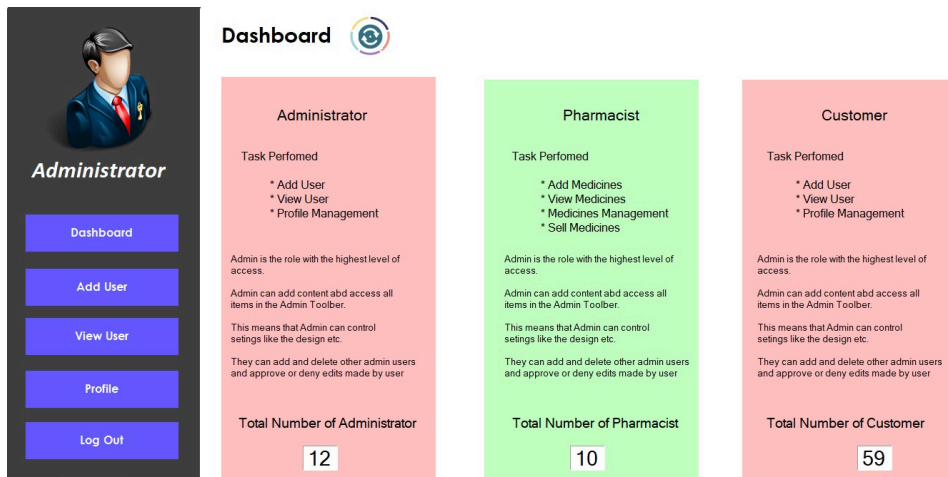 Administrator
Dashboard
Add User
View User
Profile
Log Out
Dashboard
Administrator
Task Perfomed
* Add User
* View User
* Profile Management
Admin is the role with the highest level of
access.
Admin can add content abd access all
items in the Admin Toolber.
This means that Admin can control
setings like the design etc.
They can add and delete other admin users
and approve or deny edits made by user
Total Number of Administrator
12
Pharmacist
Task Perfomed
* Add Medicines
* View Medicines
* Medicines Management
* Sell Medicines
Admin is the role with the highest level of
access.
Admin can add content abd access all
items in the Admin Toolber.
This means that Admin can control
setings like the design etc.
They can add and delete other admin users
and approve or deny edits made by user
Total Number of Pharmacist
10
Customer
Task Perfomed
* Add User
* View User
* Profile Management
Admin is the role with the highest level of
access.
Admin can add content abd access all
items in the Admin Toolber.
This means that Admin can control
setings like the design etc.
They can add and delete other admin users
and approve or deny edits made by user
Total Number of Customer
59